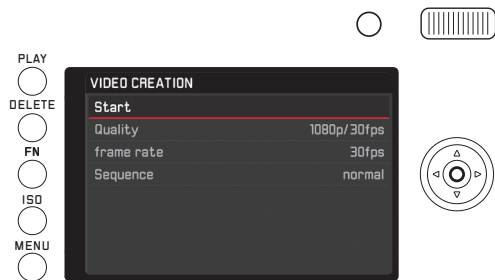 PLAY
DELETE
FN
ISO
MENU
VIDEO CREATION
Start
Quality 1080p/30fps
frame rate 30fps
Sequence normal